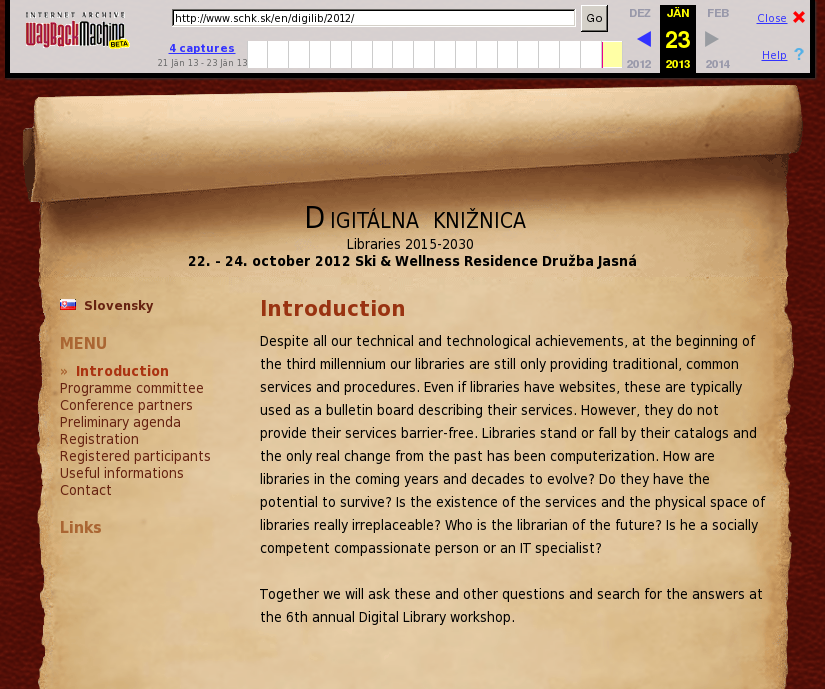 INTERNET ARCHIVE
WayBackMachine
BETA
http://www.schk.sk/en/digilib/2012/
Go
4 captures
21 Jän 13 - 23 Jän 13
DEZ JÄN FEB
23
2012 2013 2014
Close
Help ?
DIGITÁLNA KNIŽNICA
Libraries 2015-2030
22. - 24. october 2012 Ski & Wellness Residence Družba Jasná
Slovensky
MENU
» Introduction
Programme committee
Conference partners
Preliminary agenda
Registration
Registered participants
Useful informations
Contact
Links
Introduction
Despite all our technical and technological achievements, at the beginning of
the third millennium our libraries are still only providing traditional, common
services and procedures. Even if libraries have websites, these are typically
used as a bulletin board describing their services. However, they do not
provide their services barrier-free. Libraries stand or fall by their catalogs and
the only real change from the past has been computerization. How are
libraries in the coming years and decades to evolve? Do they have the
potential to survive? Is the existence of the services and the physical space of
libraries really irreplaceable? Who is the librarian of the future? Is he a socially
competent compassionate person or an IT specialist?
Together we will ask these and other questions and search for the answers at
the 6th annual Digital Library workshop.